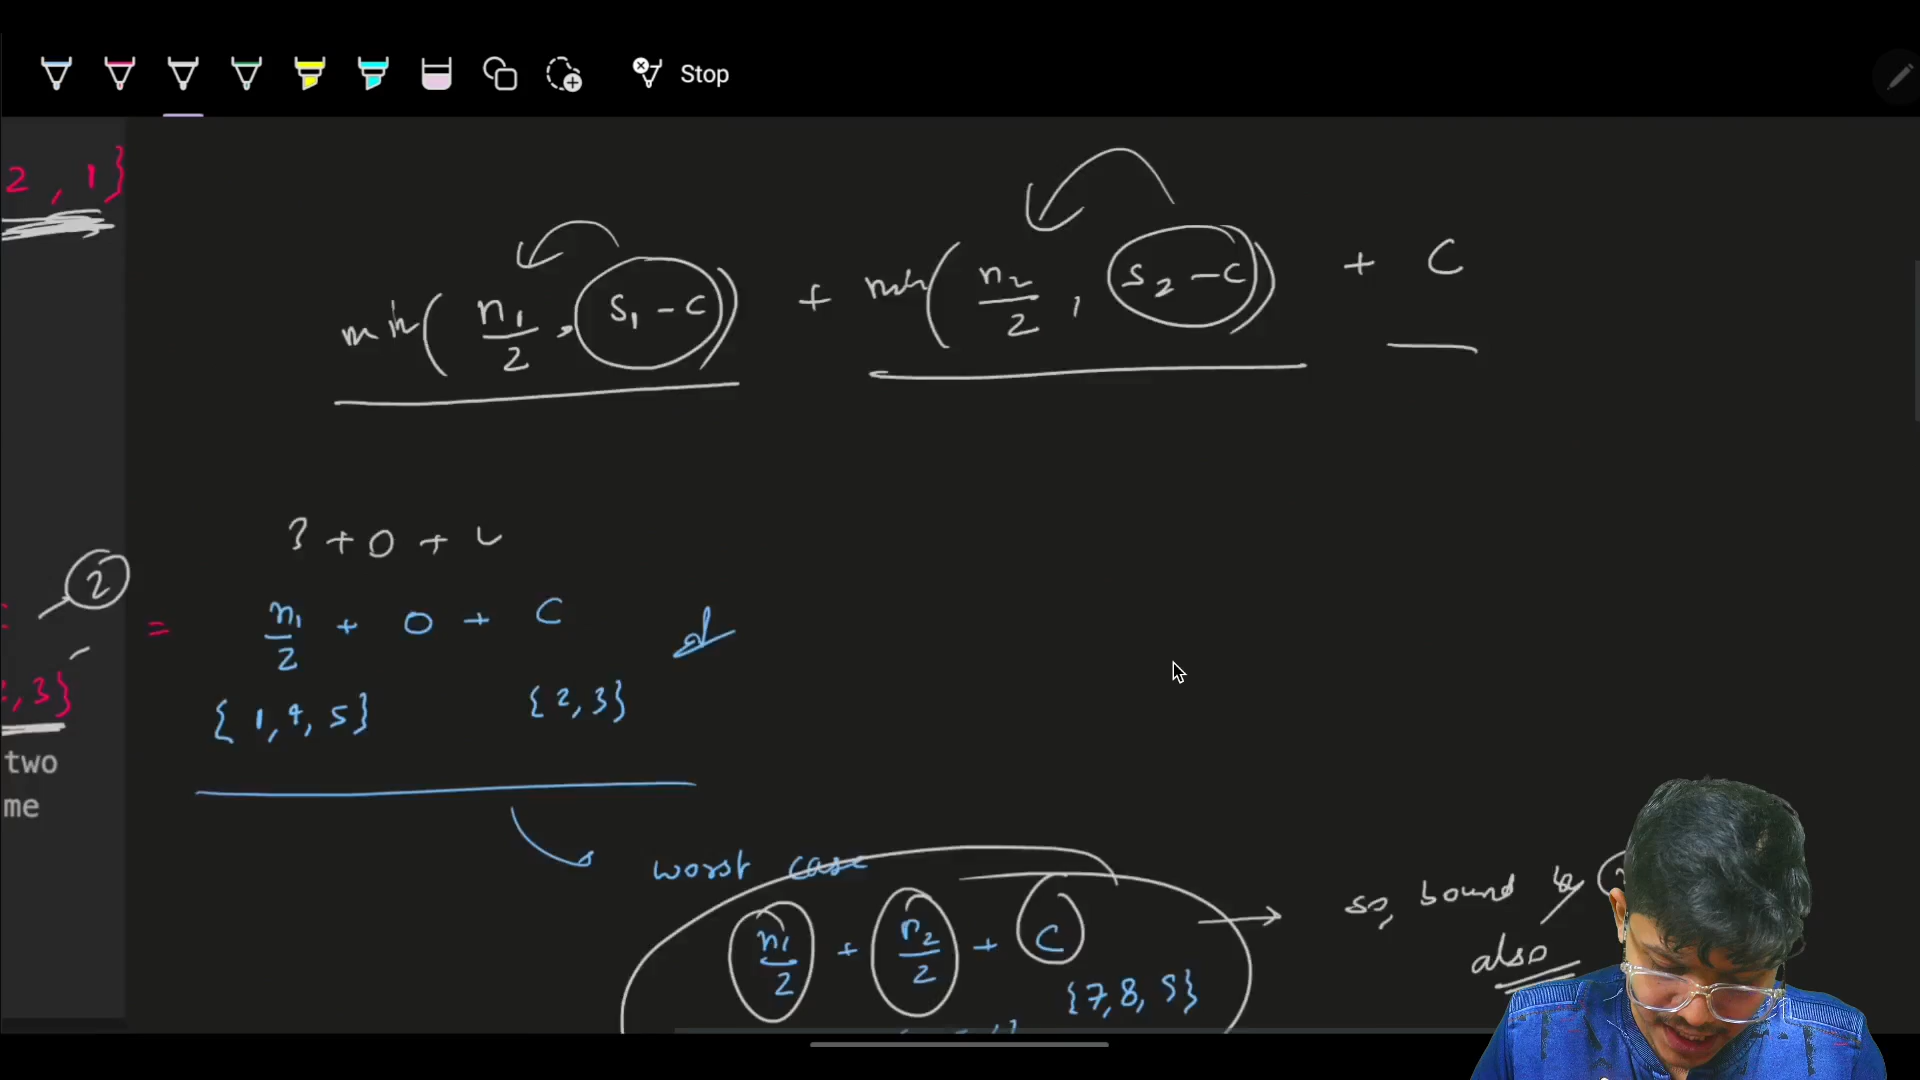 Stop
2, 1}
min( n1/2, s1 - c) + min( n2/2, s2 - c) + C
3 + 0 +
2
= n1/2 + 0 + C
{1, 4, 5} {2, 3}
,3}
two
me
worst case
n1/2 + n2/2 + C
so, bound
also
{7, 8, 9}